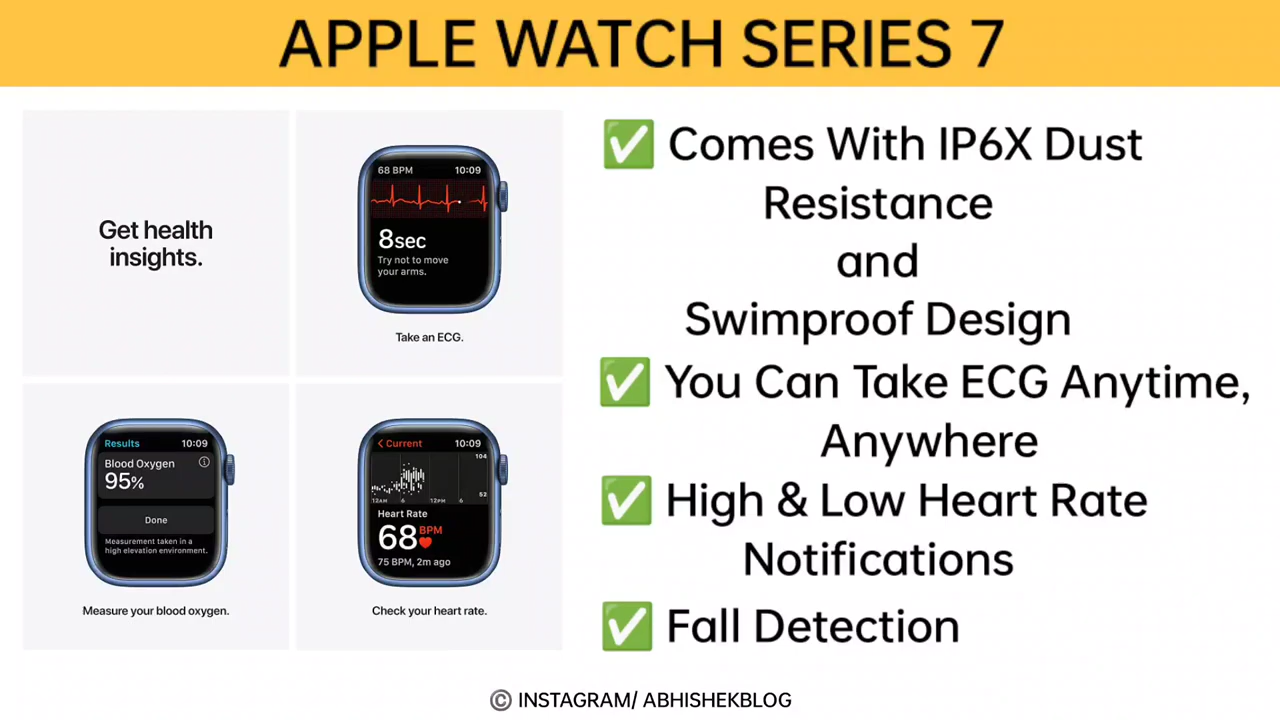 APPLE WATCH SERIES 7
Get health
insights.
68 BPM 10:09
8sec
Try not to move
your arms.
Take an ECG.
Results 10:09
Blood Oxygen
95%
Done
Measurement taken in a
high elevation environment.
Measure your blood oxygen.
< Current 10:09
104
52
12AM 6 12PM 6
Heart Rate
68 BPM
75 BPM, 2m ago
Check your heart rate.
✅ Comes With IP6X Dust
Resistance
and
Swimproof Design
✅ You Can Take ECG Anytime,
Anywhere
✅ High & Low Heart Rate
Notifications
✅ Fall Detection
© INSTAGRAM/ ABHISHEKBLOG